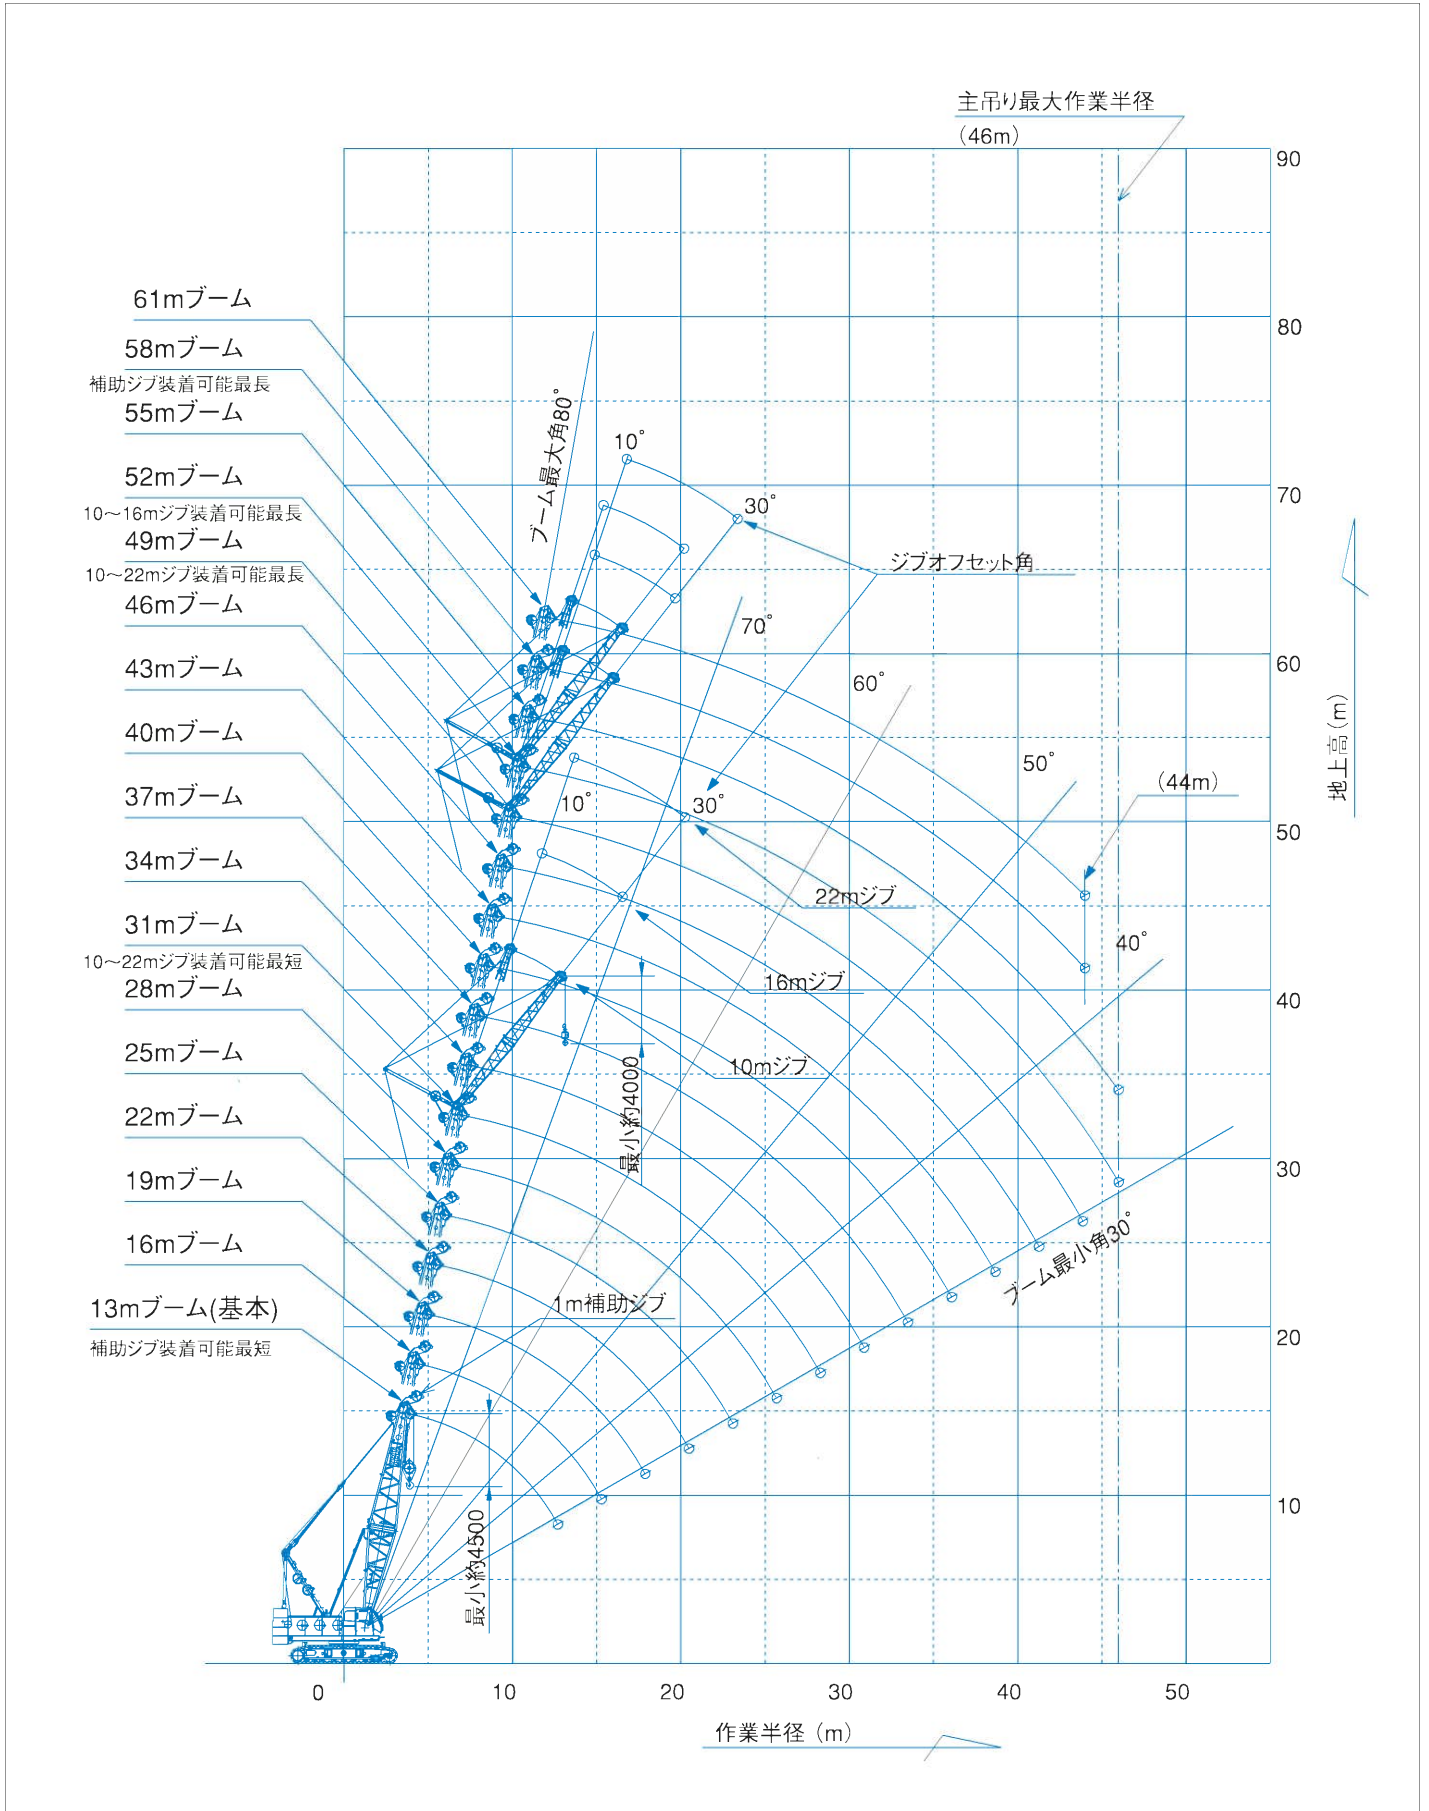 主吊り最大作業半径
(46m)
90
80
70
60
50
40
30
20
10
地上高(m)
61mブーム
58mブーム
補助ジブ装着可能最長
55mブーム
52mブーム
10～16mジブ装着可能最長
49mブーム
10～22mジブ装着可能最長
46mブーム
43mブーム
40mブーム
37mブーム
34mブーム
31mブーム
10～22mジブ装着可能最短
28mブーム
25mブーム
22mブーム
19mブーム
16mブーム
13mブーム(基本)
補助ジブ装着可能最短
ブーム最大角80°
10°
30°
ジブオフセット角
70°
60°
50°
(44m)
40°
10°
30°
22mジブ
16mジブ
10mジブ
最小約4000
ブーム最小角30°
1m補助ジブ
最小約4500
0
10
20
30
40
50
作業半径(m)